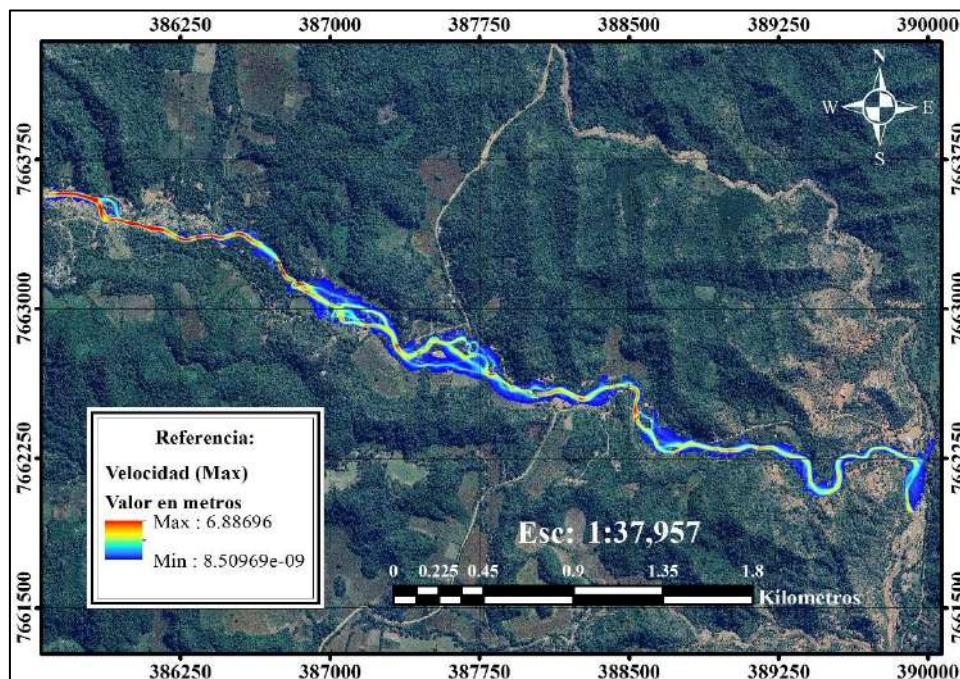 386250 387000 387750 388500 389250 390000
N
W E
S
7663750 7663750
7663000 7663000
7662250 7662250
7661500 7661500
Referencia:
Velocidad (Max)
Valor en metros
Max : 6.88696
Min : 8.50969e-09
Esc: 1:37,957
0 0.225 0.45 0.9 1.35 1.8
Kilometros
386250 387000 387750 388500 389250 390000